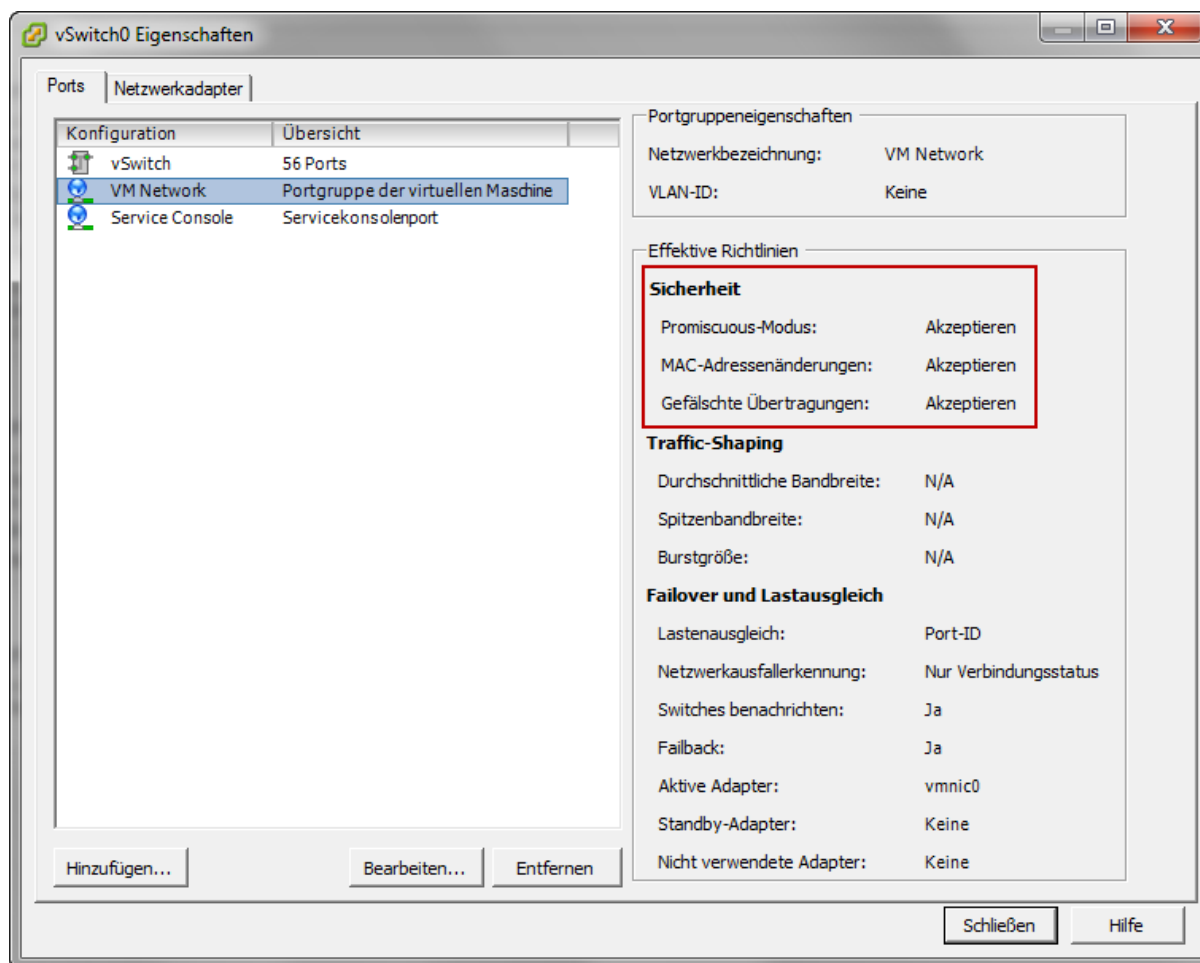 vSwitch0 Eigenschaften
Ports Netzwerkadapter
Konfiguration Übersicht
vSwitch 56 Ports
VM Network Portgruppe der virtuellen Maschine
Service Console Servicekonsolenport
Hinzufügen... Bearbeiten... Entfernen
Portgruppeneigenschaften
Netzwerkbezeichnung: VM Network
VLAN-ID: Keine
Effektive Richtlinien
Sicherheit
Promiscuous-Modus: Akzeptieren
MAC-Adressenänderungen: Akzeptieren
Gefälschte Übertragungen: Akzeptieren
Traffic-Shaping
Durchschnittliche Bandbreite: N/A
Spitzenbandbreite: N/A
Burstgröße: N/A
Failover und Lastausgleich
Lastenausgleich: Port-ID
Netzwerkausfallerkennung: Nur Verbindungsstatus
Switches benachrichten: Ja
Failback: Ja
Aktive Adapter: vmnic0
Standby-Adapter: Keine
Nicht verwendete Adapter: Keine
Schließen Hilfe